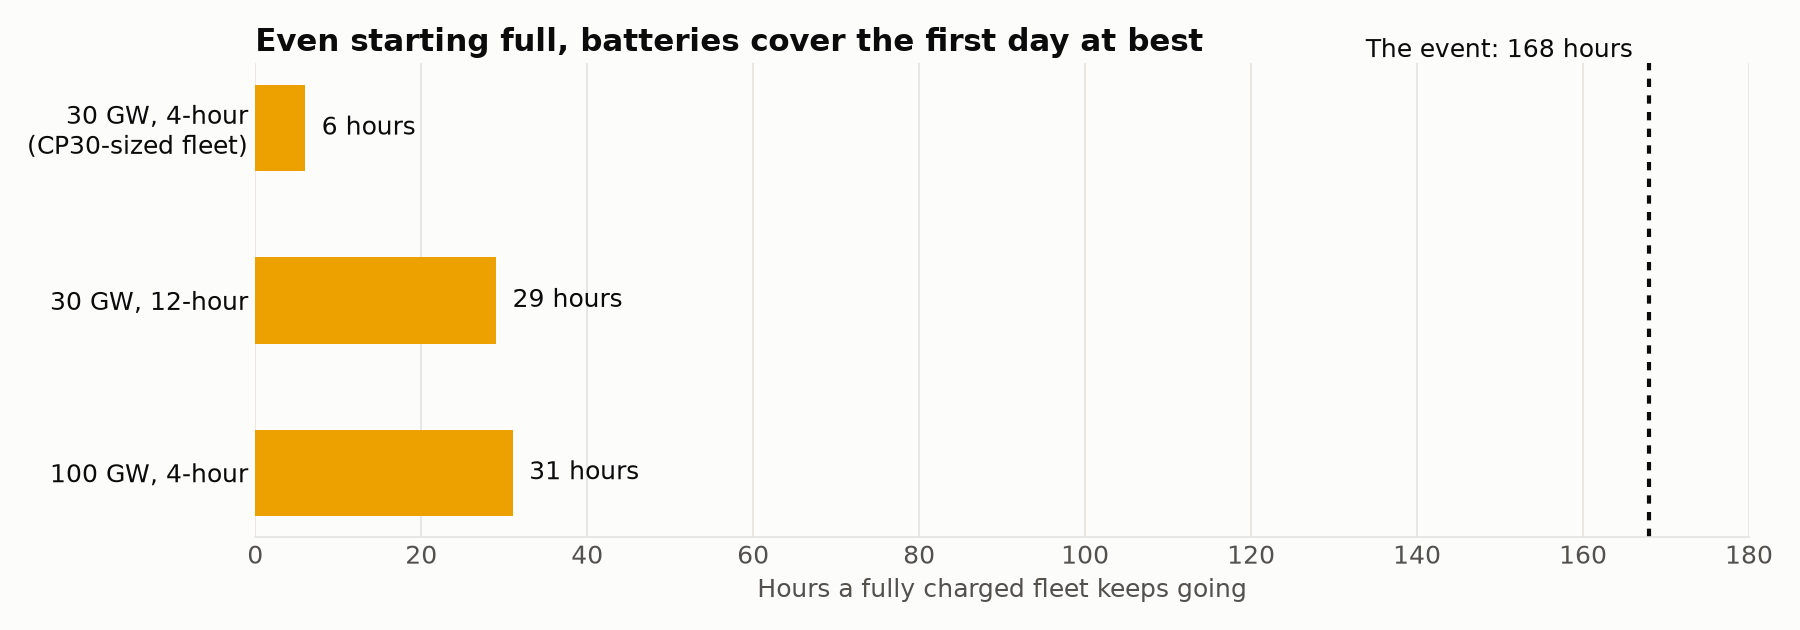 Even starting full, batteries cover the first day at best
The event: 168 hours
30 GW, 4-hour
(CP30-sized fleet)
6 hours
30 GW, 12-hour
29 hours
100 GW, 4-hour
31 hours
0 20 40 60 80 100 120 140 160 180
Hours a fully charged fleet keeps going